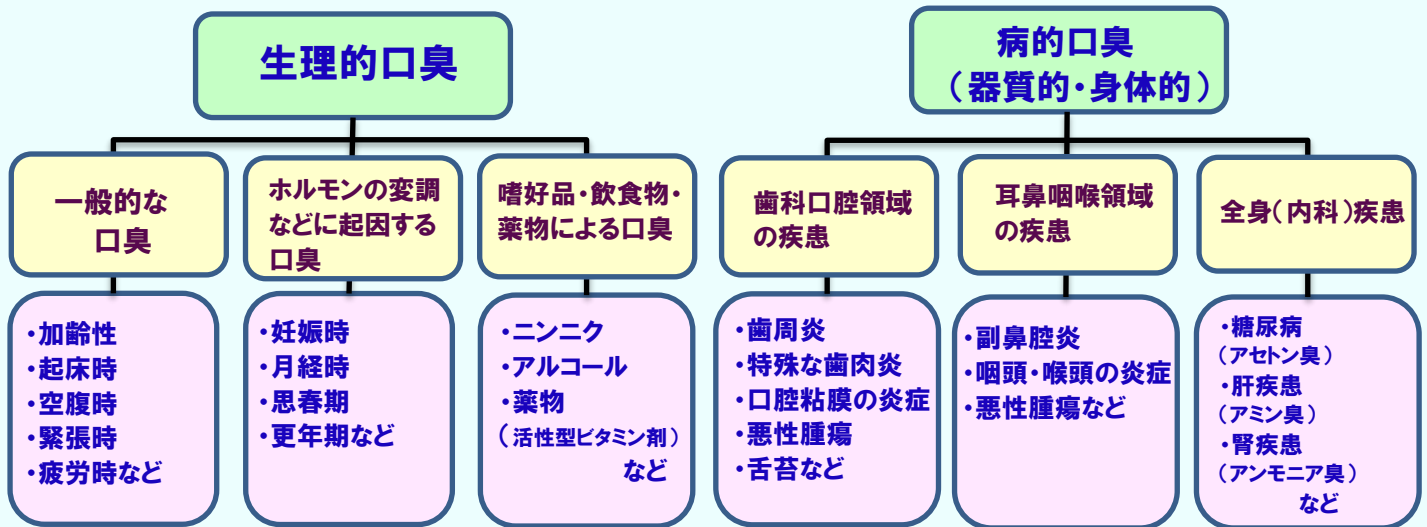 生理的口臭
病的口臭
（器質的・身体的）
一般的な
口臭
ホルモンの変調
などに起因する
口臭
嗜好品・飲食物・
薬物による口臭
歯科口腔領域
の疾患
耳鼻咽喉領域
の疾患
全身（内科）疾患
・加齢性
・起床時
・空腹時
・緊張時
・疲労時など
・妊娠時
・月経時
・思春期
・更年期など
・ニンニク
・アルコール
・薬物
（活性型ビタミン剤）
など
・歯周炎
・特殊な歯肉炎
・口腔粘膜の炎症
・悪性腫瘍
・舌苔など
・副鼻腔炎
・咽頭・喉頭の炎症
・悪性腫瘍など
・糖尿病
（アセトン臭）
・肝疾患
（アミン臭）
・腎疾患
（アンモニア臭）
など